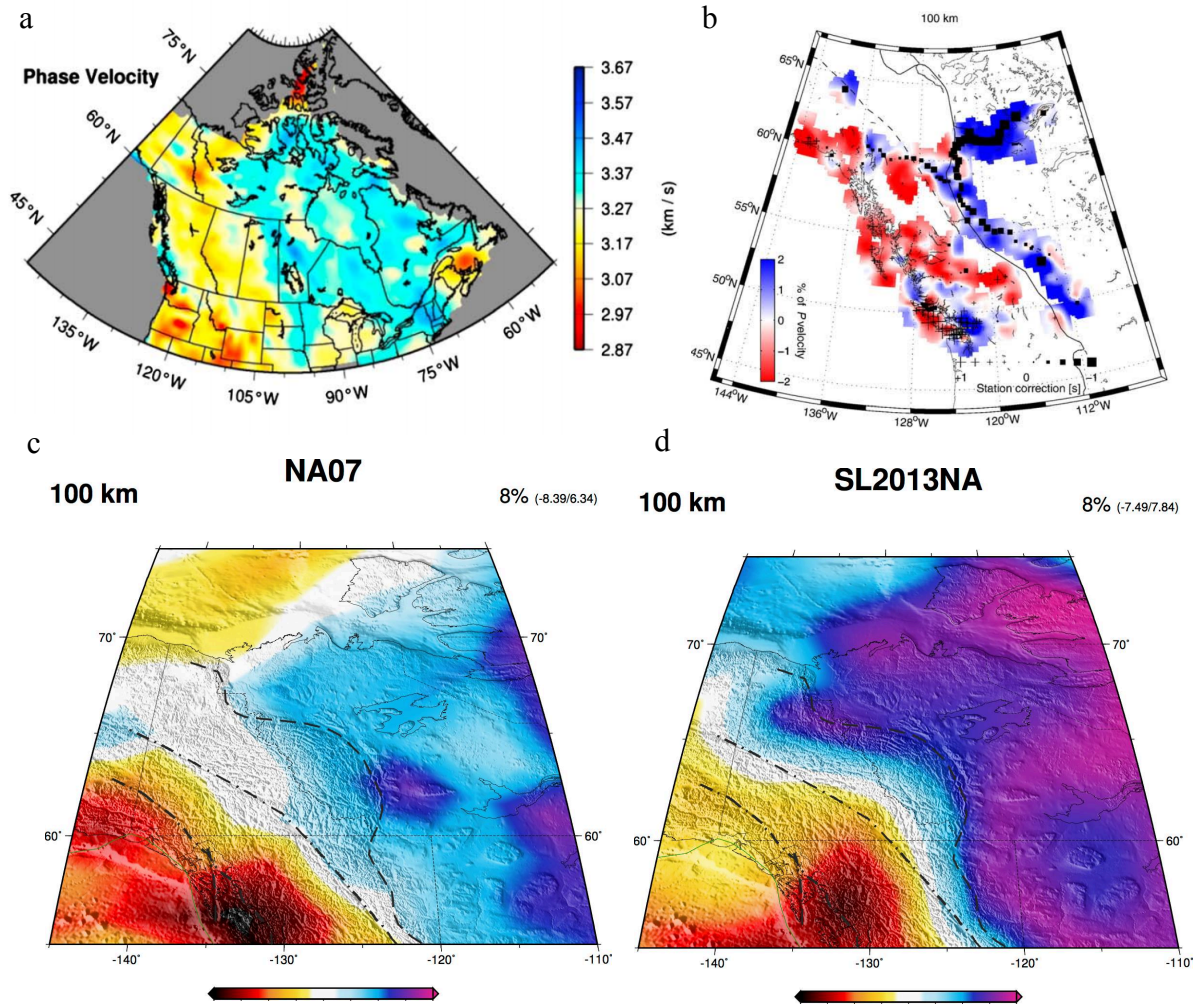 a
Phase Velocity
75°N
60°N
45°N
135°W
120°W
105°W
90°W
75°W
60°W
3.67
3.57
3.47
3.37
3.27
3.17
3.07
2.97
2.87
(km / s)
b
100 km
65°N
60°N
55°N
50°N
45°N
144°W
136°W
128°W
120°W
112°W
2
1
0
−1
−2
% of P velocity
+1
0
−1
Station correction [s]
c
NA07
100 km
8% (-8.39/6.34)
70°
70°
60°
60°
-140
-130
-120
-110°
d
SL2013NA
100 km
8% (-7.49/7.84)
70°
70°
60°
60°
-140
-130
-120
-110°